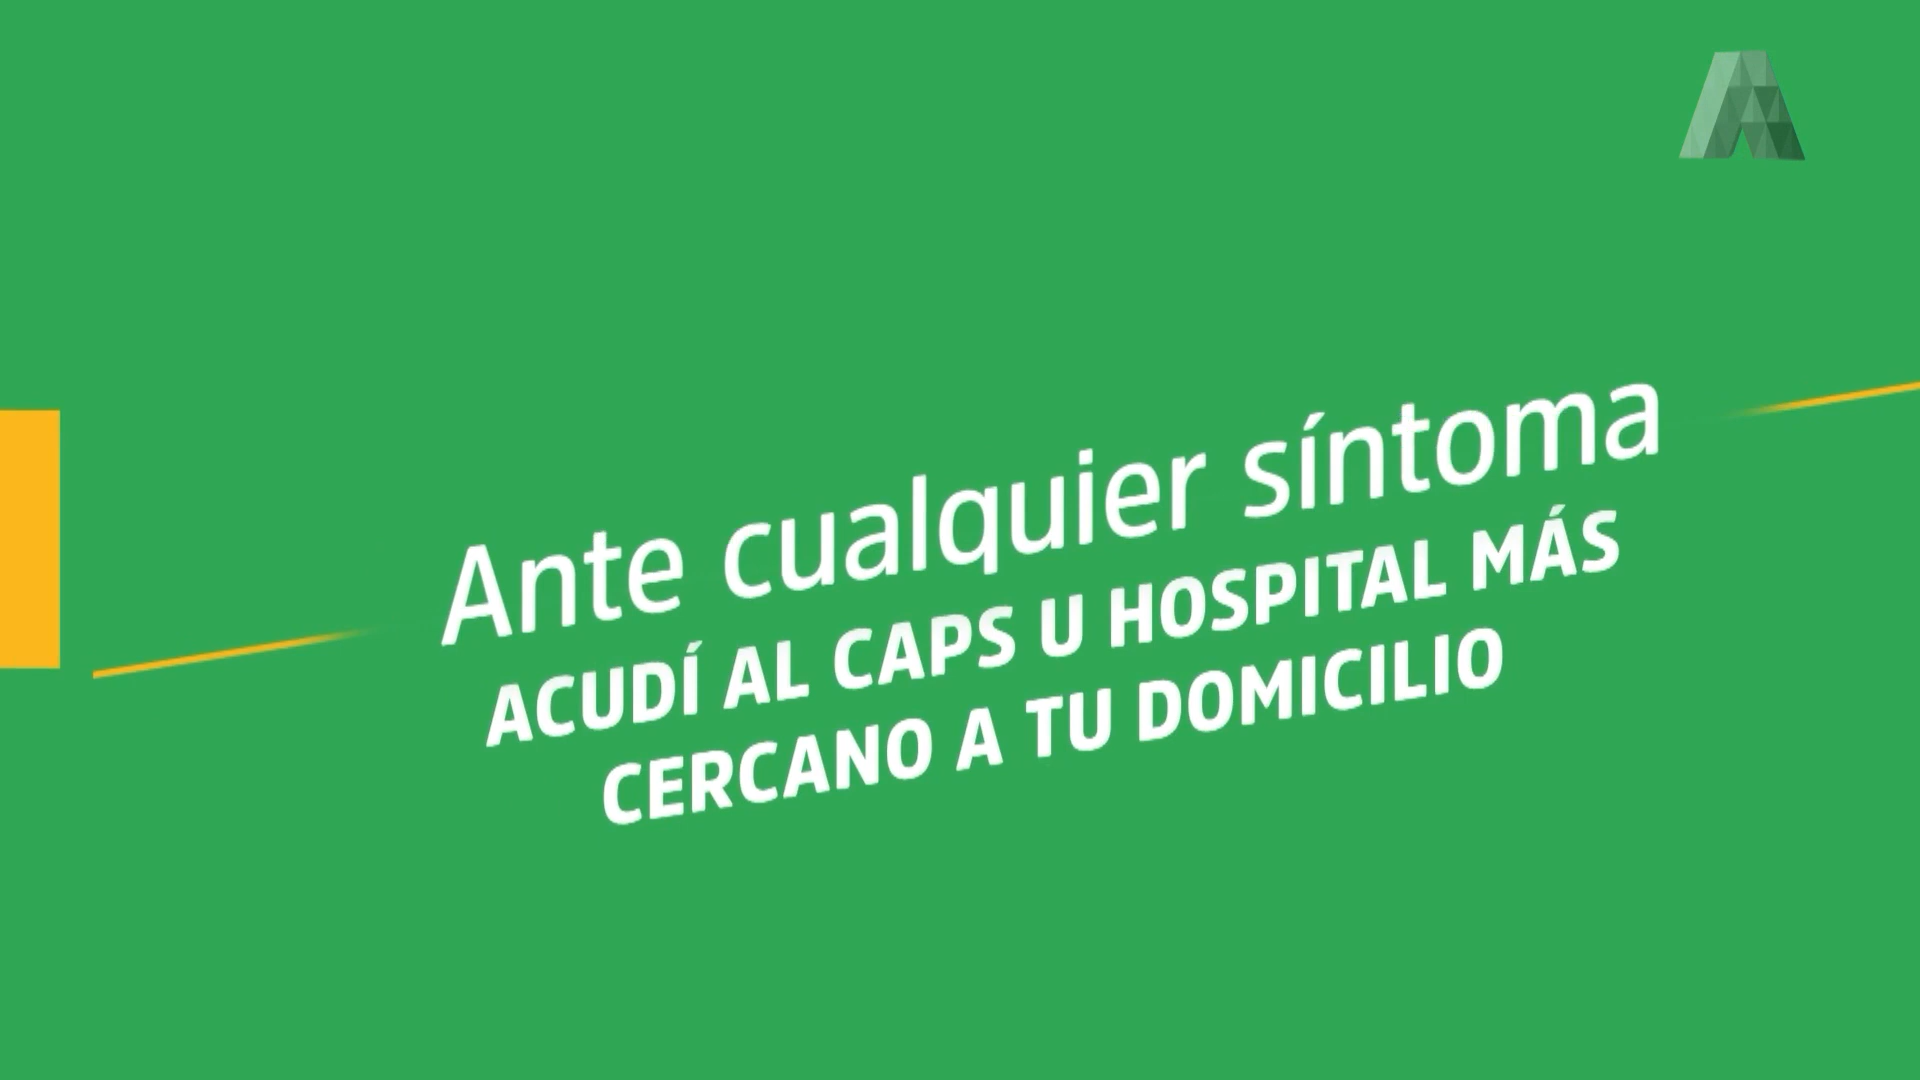 Ante cualquier síntoma
ACUDÍ AL CAPS U HOSPITAL MÁS
CERCANO A TU DOMICILIO